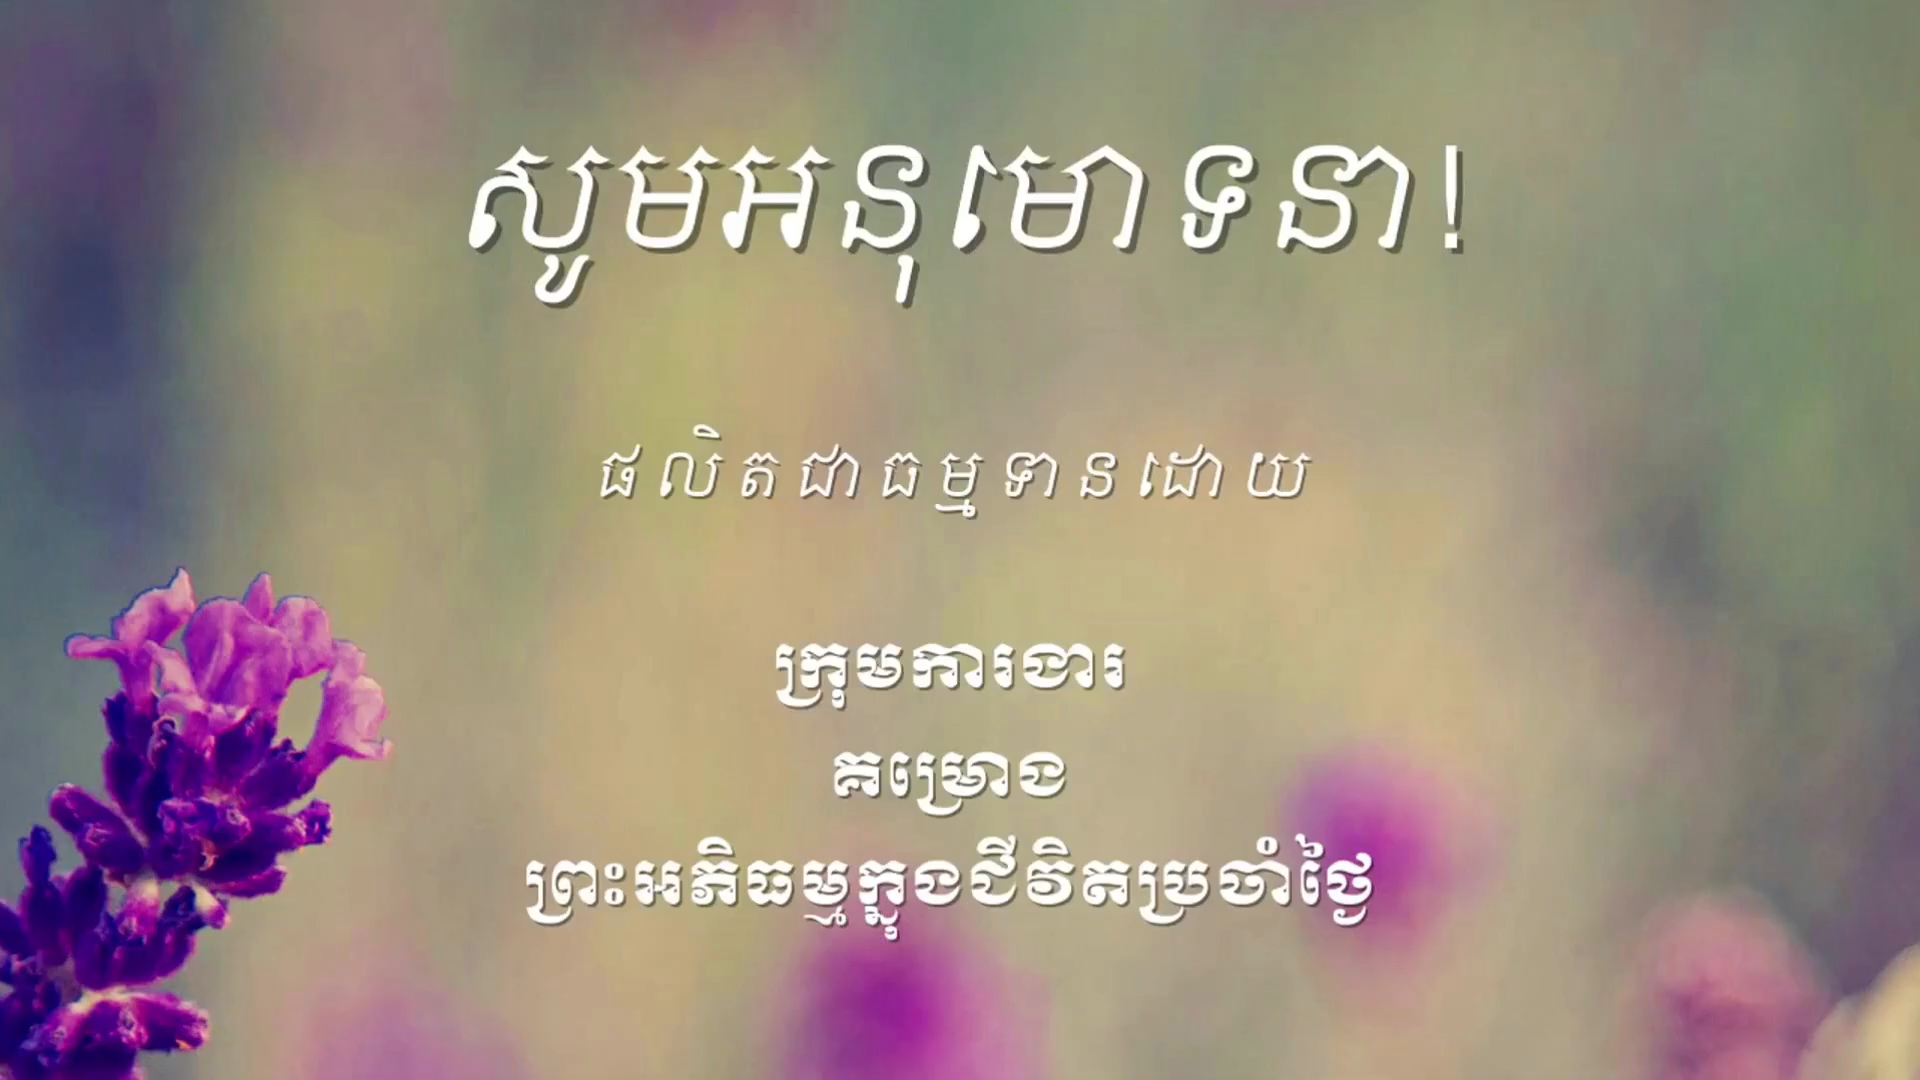 សូមអនុមោទនា!
ផលិតជាធម្មទានដោយ
ក្រុមការងារ
គម្រោង
ព្រះអភិធម្មក្នុងជីវិតប្រចាំថ្ងៃ